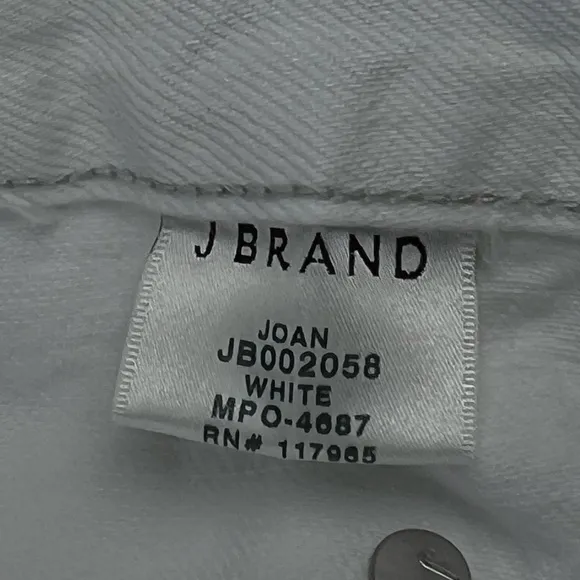 J BRAND
JOAN
JB002058
WHITE
MPO-4687
RN# 117965